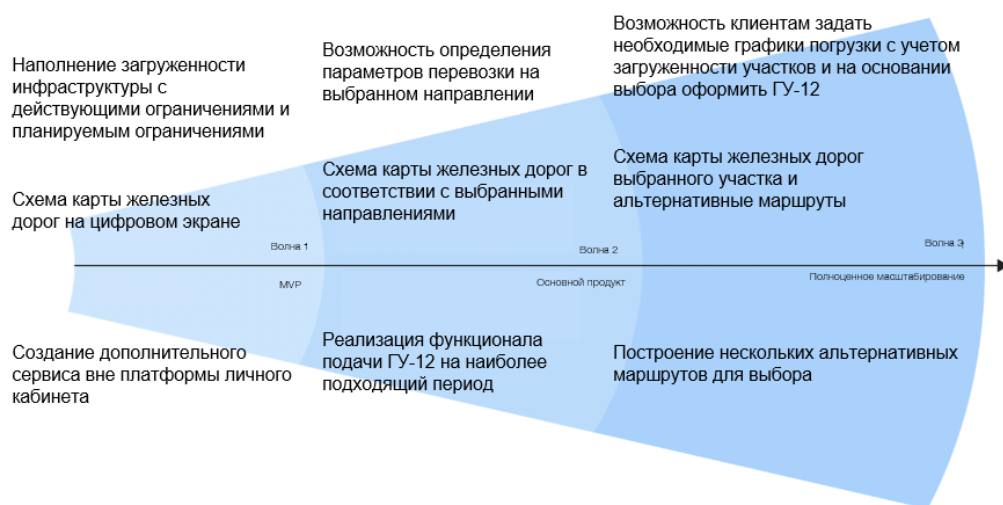 Наполнение загруженности
инфраструктуры с
действующими ограничениями и
планируемым ограничениями
Схема карты железных
дорог на цифровом экране
Волна 1
MVP
Создание дополнительного
сервиса вне платформы личного
кабинета
Возможность определения
параметров перевозки на
выбранном направлении
Схема карты железных дорог в
соответствии с выбранными
направлениями
Волна 2
Основной продукт
Реализация функционала
подачи ГУ-12 на наиболее
подходящий период
Возможность клиентам задать
необходимые графики погрузки с учетом
загруженности участков и на основании
выбора оформить ГУ-12
Схема карты железных дорог
выбранного участка и
альтернативные маршруты
Волна 3
Полноценное масштабирование
Построение нескольких альтернативных
маршрутов для выбора